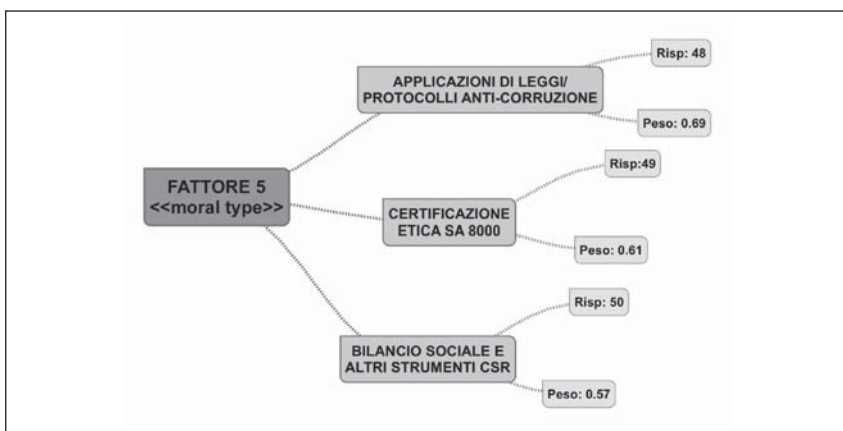 Risp: 48
APPLICAZIONI DI LEGGI/
PROTOCOLLI ANTI-CORRUZIONE
Peso: 0.69
FATTORE 5
<<moral type>>
Risp:49
CERTIFICAZIONE
ETICA SA 8000
Peso: 0.61
Risp: 50
BILANCIO SOCIALE E
ALTRI STRUMENTI CSR
Peso: 0.57